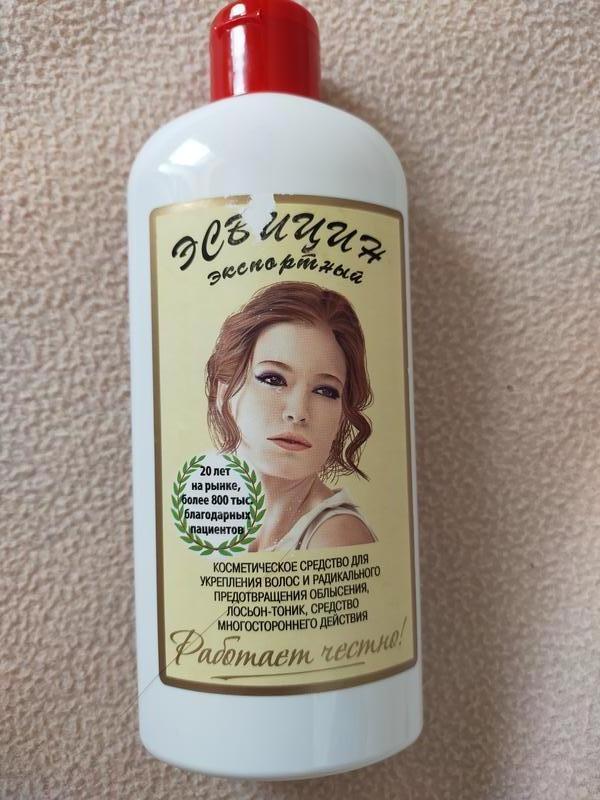 ЭСВИЦИН
экспортный
20 лет
на рынке,
более 800 тыс.
благодарных
пациентов
КОСМЕТИЧЕСКОЕ СРЕДСТВО ДЛЯ
УКРЕПЛЕНИЯ ВОЛОС И РАДИКАЛЬНОГО
ПРЕДОТВРАЩЕНИЯ ОБЛЫСЕНИЯ,
ЛОСЬОН-ТОНИК, СРЕДСТВО
МНОГОСТОРОННЕГО ДЕЙСТВИЯ
Работает честно!